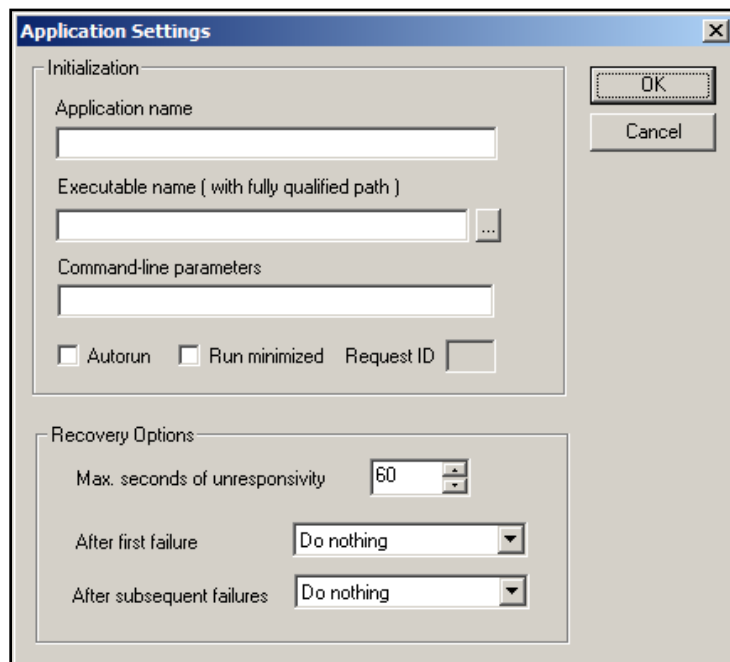 Application Settings
Initialization
OK
Application name
Cancel
Executable name ( with fully qualified path )
...
Command-line parameters
Autorun Run minimized Request ID
Recovery Options
Max. seconds of unresponsivity 60
After first failure Do nothing
After subsequent failures Do nothing